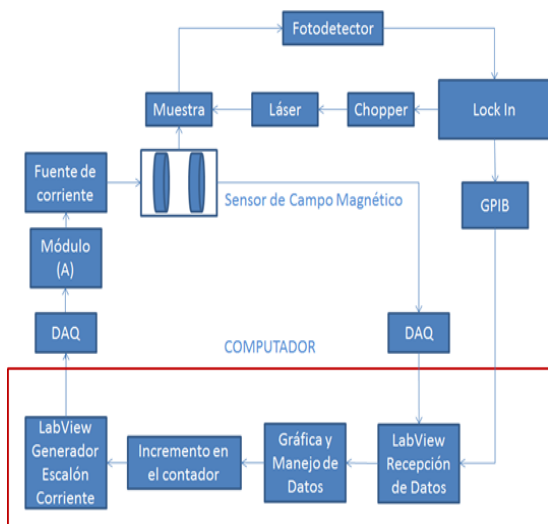 Fotodetector
Muestra
Láser
Chopper
Lock In
Fuente de
corriente
Sensor de Campo Magnético
GPIB
Módulo
(A)
DAQ
DAQ
COMPUTADOR
LabView
Generador
Escalón
Corriente
Incremento en
el contador
Gráfica y
Manejo de
Datos
LabView
Recepción
de Datos